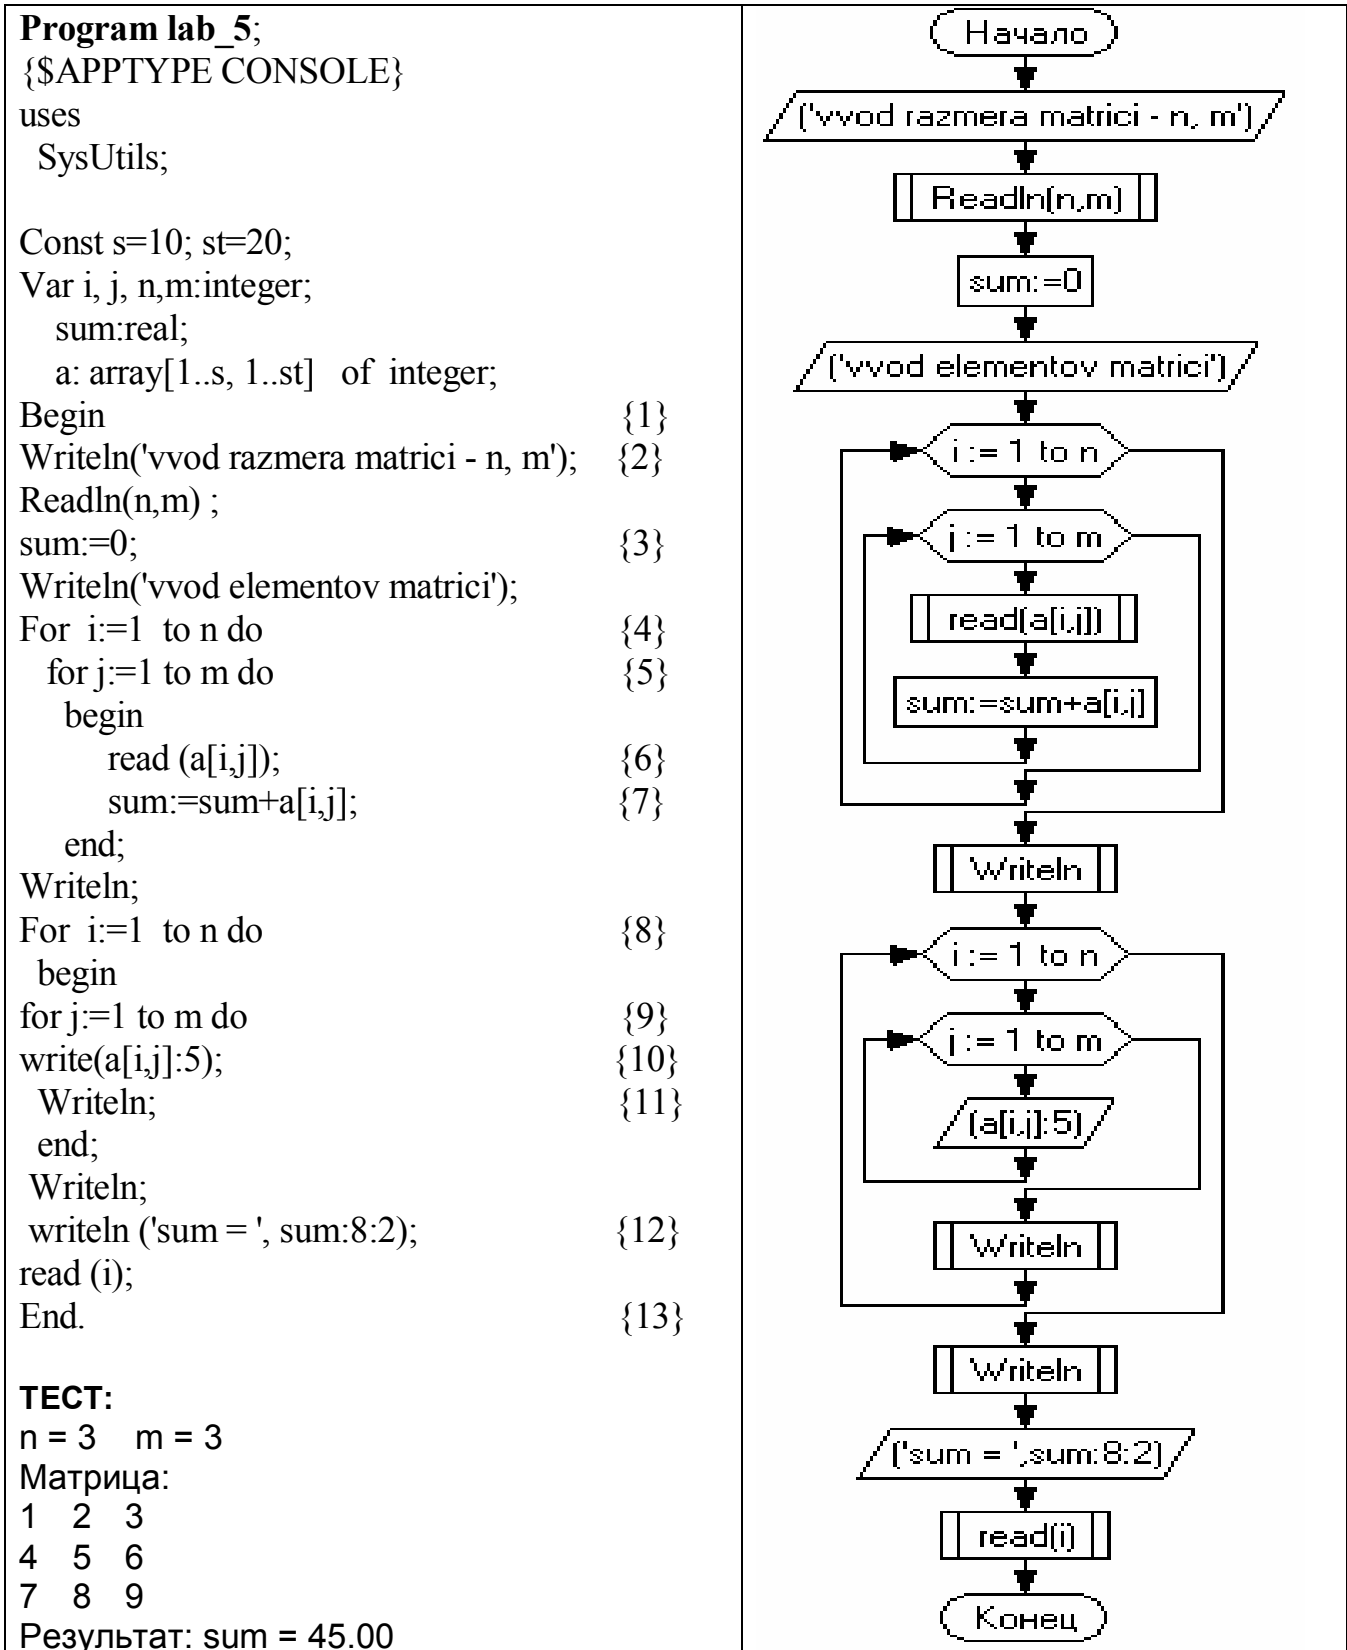 Program lab_5;
{$APPTYPE CONSOLE}
uses
SysUtils;
Const s=10; st=20;
Var i, j, n,m:integer;
sum:real;
a: array[1..s, 1..st] of integer;
Begin {1}
Writeln('vvod razmera matrici - n, m'); {2}
Readln(n,m) ;
sum:=0; {3}
Writeln('vvod elementov matrici');
For i:=1 to n do {4}
for j:=1 to m do {5}
begin
read (a[i,j]); {6}
sum:=sum+a[i,j]; {7}
end;
Writeln;
For i:=1 to n do {8}
begin
for j:=1 to m do {9}
write(a[i,j]:5); {10}
Writeln; {11}
end;
Writeln;
writeln ('sum = ', sum:8:2); {12}
read (i);
End. {13}
ТЕСТ:
n = 3 m = 3
Матрица:
1 2 3
4 5 6
7 8 9
Результат: sum = 45.00
Начало
('vvod razmera matrici - n, m')
Readln(n,m)
sum:=0
('vvod elementov matrici')
i := 1 to n
j := 1 to m
read(a[i,j])
sum:=sum+a[i,j]
Writeln
i := 1 to n
j := 1 to m
(a[i,j]:5)
Writeln
Writeln
('sum = ',sum:8:2)
read(i)
Конец